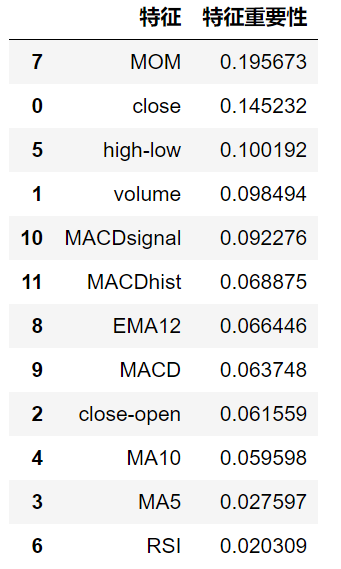 特征 特征重要性
7 MOM 0.195673
0 close 0.145232
5 high-low 0.100192
1 volume 0.098494
10 MACDsignal 0.092276
11 MACDhist 0.068875
8 EMA12 0.066446
9 MACD 0.063748
2 close-open 0.061559
4 MA10 0.059598
3 MA5 0.027597
6 RSI 0.020309